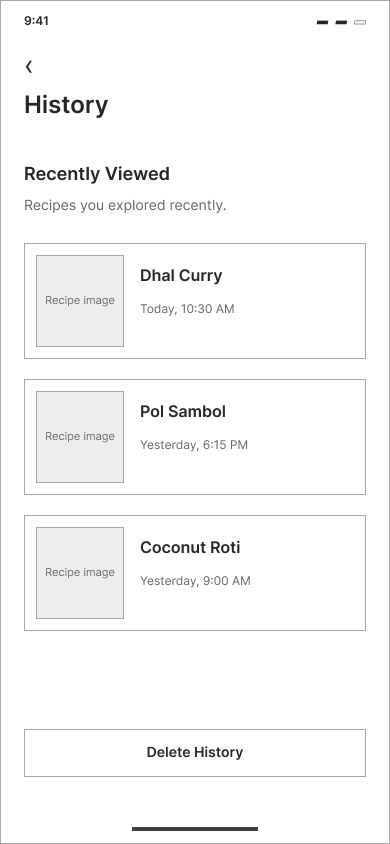 9:41
History
Recently Viewed
Recipes you explored recently.
Recipe image
Dhal Curry
Today, 10:30 AM
Recipe image
Pol Sambol
Yesterday, 6:15 PM
Recipe image
Coconut Roti
Yesterday, 9:00 AM
Delete History